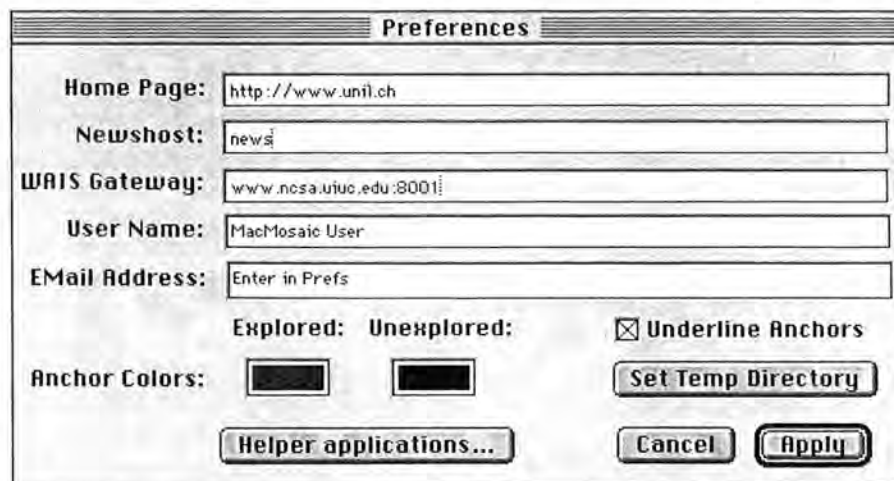 Preferences
Home Page: http://www.unil.ch
Newshost: news
WAIS Gateway: www.ncsa.uiuc.edu:8001
User Name: MacMosaic User
EMail Address: Enter in Prefs
Explored: Unexplored: Underline Anchors
Anchor Colors: Set Temp Directory
Helper applications... Cancel Apply